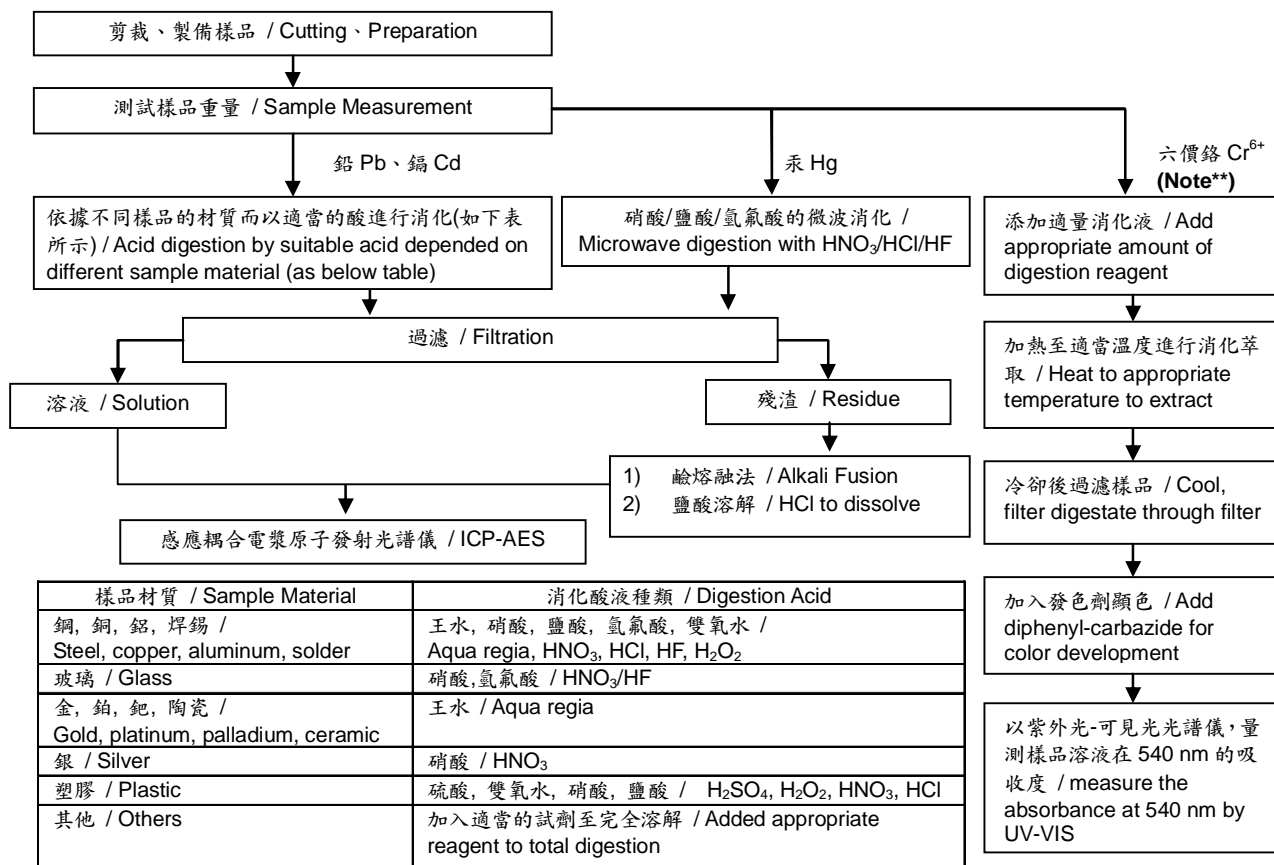 剪裁、製備樣品 / Cutting、Preparation
測試樣品重量 / Sample Measurement
鉛 Pb、鎘 Cd
汞 Hg
六價鉻 Cr⁶⁺
(Note**)
依據不同樣品的材質而以適當的酸進行消化(如下表
所示) / Acid digestion by suitable acid depended on
different sample material (as below table)
硝酸/鹽酸/氫氟酸的微波消化 /
Microwave digestion with HNO₃/HCl/HF
添加適量消化液 / Add
appropriate amount of
digestion reagent
過濾 / Filtration
加熱至適當溫度進行消化萃
取 / Heat to appropriate
temperature to extract
溶液 / Solution
殘渣 / Residue
1) 鹼熔融法 / Alkali Fusion
2) 鹽酸溶解 / HCl to dissolve
冷卻後過濾樣品 / Cool,
filter digestate through filter
感應耦合電漿原子發射光譜儀 / ICP-AES
加入發色劑顯色 / Add
diphenyl-carbazide for
color development
以紫外光-可見光光譜儀，量
測樣品溶液在 540 nm 的吸
收度 / measure the
absorbance at 540 nm by
UV-VIS
樣品材質 / Sample Material
消化酸液種類 / Digestion Acid
鋼, 銅, 鋁, 焊錫 /
Steel, copper, aluminum, solder
王水, 硝酸, 鹽酸, 氫氟酸, 雙氧水 /
Aqua regia, HNO₃, HCl, HF, H₂O₂
玻璃 / Glass
硝酸,氫氟酸 / HNO₃/HF
金, 鉑, 鈀, 陶瓷 /
Gold, platinum, palladium, ceramic
王水 / Aqua regia
銀 / Silver
硝酸 / HNO₃
塑膠 / Plastic
硫酸, 雙氧水, 硝酸, 鹽酸 / H₂SO₄, H₂O₂, HNO₃, HCl
其他 / Others
加入適當的試劑至完全溶解 / Added appropriate
reagent to total digestion